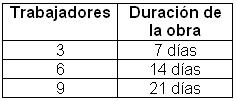 Trabajadores Duración de
la obra
3 7 días
6 14 días
9 21 días